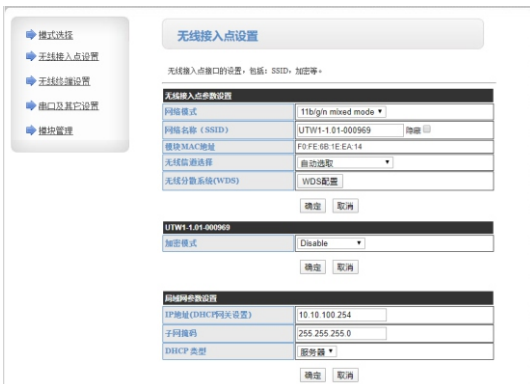 模式选择
无线接入点设置
无线终端设置
串口及其它设置
模块管理
无线接入点设置
无线接入点接口的设置，包括: SSID, 加密等。
无线接入点参数设置
网络模式 11b/g/n mixed mode
网络名称 (SSID) UTW1-1.01-000969 隐藏
模块MAC地址 F0:FE:6B:1E:EA:14
无线信道选择 自动选取
无线分散系统(WDS) WDS配置
确定 取消
UTW1-1.01-000969
加密模式 Disable
确定 取消
局域网参数设置
IP地址(DHCP网关设置) 10.10.100.254
子网掩码 255.255.255.0
DHCP 类型 服务器
确定 取消